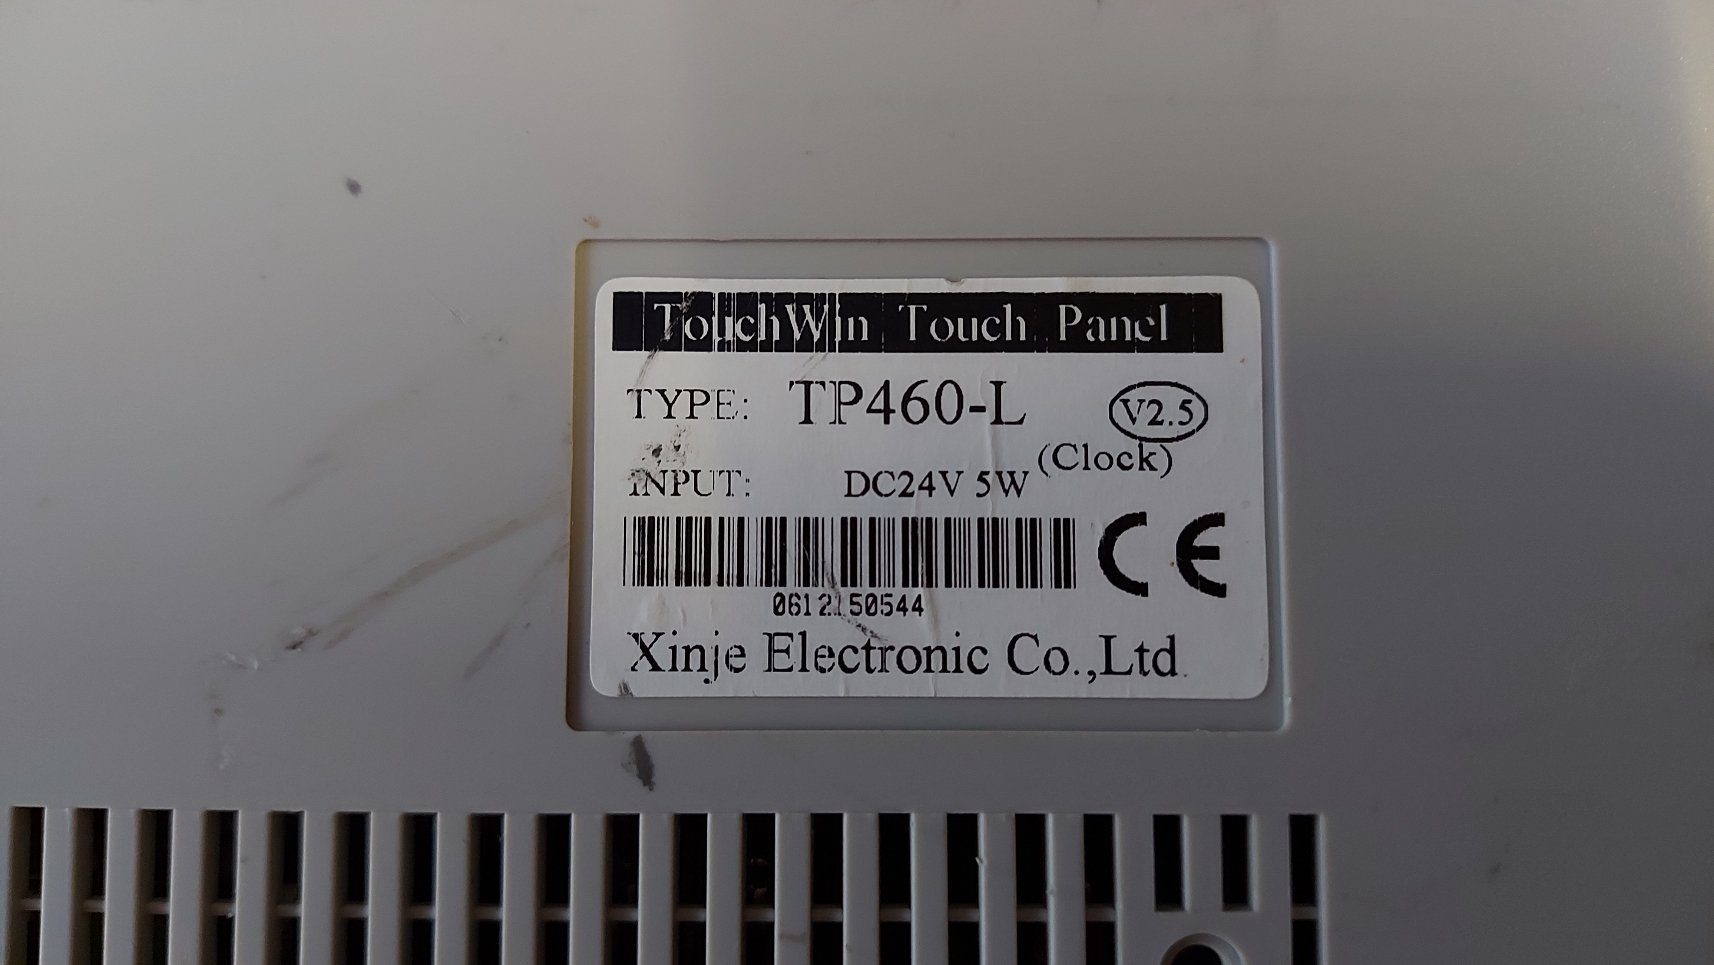 TouchWin Touch Panel
TYPE: TP460-L V2.5
(Clock)
INPUT: DC24V 5W
CE
0612150544
Xinje Electronic Co.,Ltd.